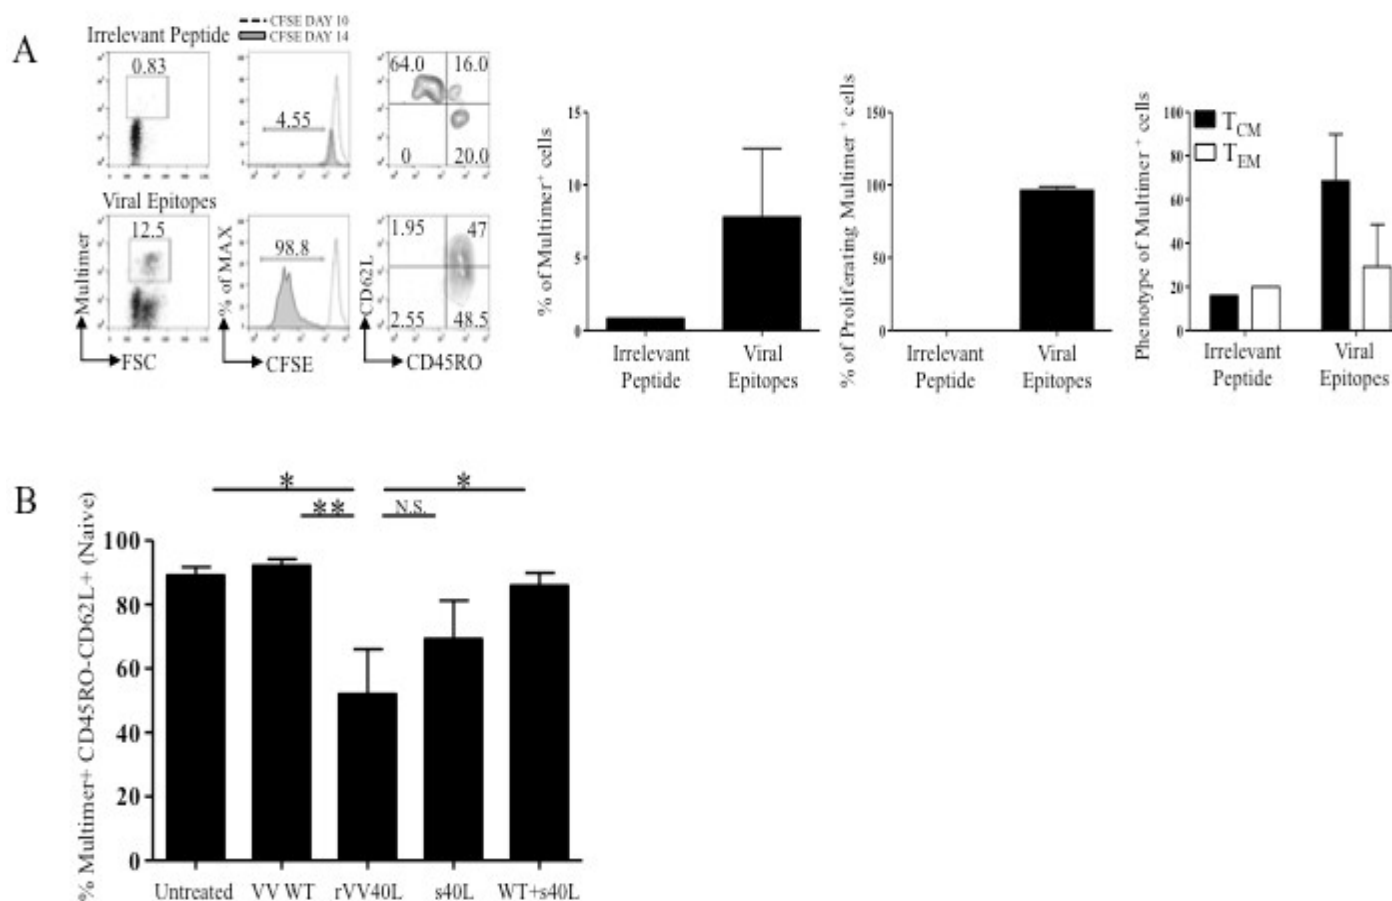 A
CFSE DAY 10
CFSE DAY 14
Irrelevant Peptide
0.83
4.55
64.0 16.0
0 20.0
Viral Epitopes
12.5
98.8
1.95 47
2.55 48.5
Multimer
FSC
% of MAX
CFSE
CD62L
CD45RO
% of Multimer+ cells
15
10
5
0
Irrelevant Peptide
Viral Epitopes
% of Proliferating Multimer + cells
150
100
50
0
Irrelevant Peptide
Viral Epitopes
Phenotype of Multimer + cells
100
80
60
40
20
0
TCM
TEM
Irrelevant Peptide
Viral Epitopes
B
* *
** N.S.
% Multimer+ CD45RO-CD62L+ (Naive)
100
80
60
40
20
0
Untreated VV WT rVV40L s40L WT+s40L